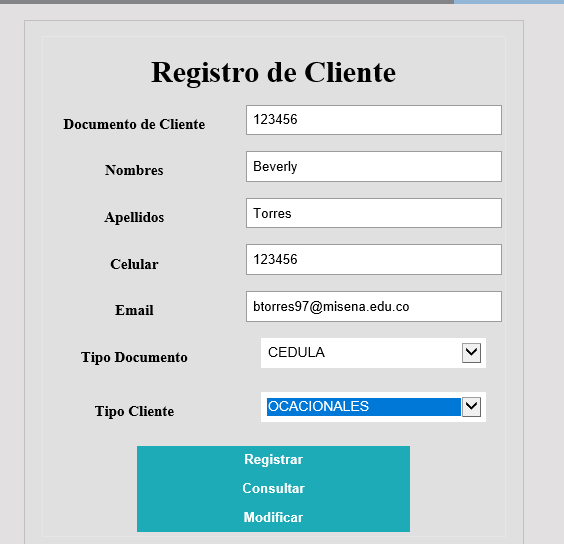 Registro de Cliente
Documento de Cliente 123456
Nombres Beverly
Apellidos Torres
Celular 123456
Email btorres97@misena.edu.co
Tipo Documento CEDULA
Tipo Cliente OCACIONALES
Registrar
Consultar
Modificar